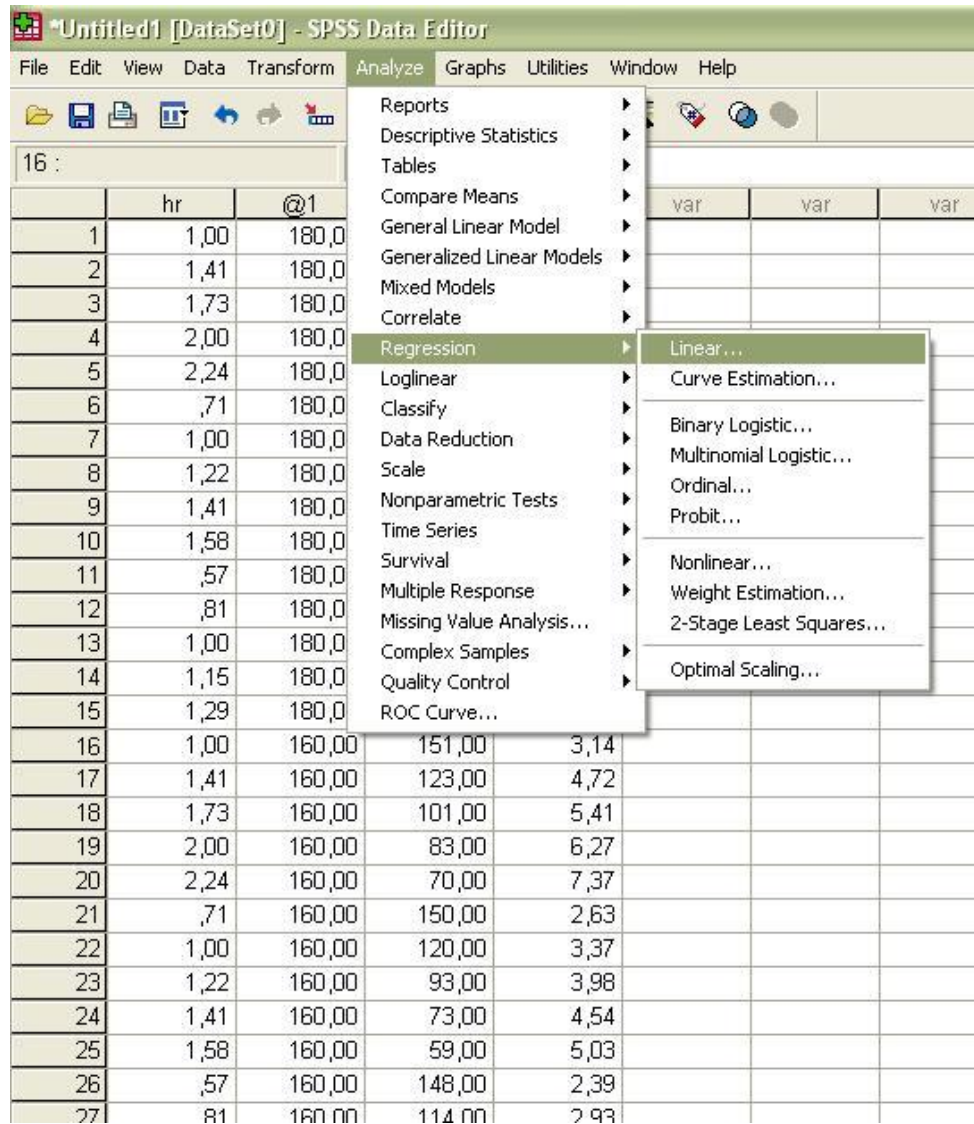 *Untitled1 [DataSet0] - SPSS Data Editor
File Edit View Data Transform Analyze Graphs Utilities Window Help
16 :
hr @1 var var var
1 1,00 180,0
2 1,41 180,0
3 1,73 180,0
4 2,00 180,0
5 2,24 180,0
6 ,71 180,0
7 1,00 180,0
8 1,22 180,0
9 1,41 180,0
10 1,58 180,0
11 ,57 180,0
12 ,81 180,0
13 1,00 180,0
14 1,15 180,0
15 1,29 180,0
16 1,00 160,00 151,00 3,14
17 1,41 160,00 123,00 4,72
18 1,73 160,00 101,00 5,41
19 2,00 160,00 83,00 6,27
20 2,24 160,00 70,00 7,37
21 ,71 160,00 150,00 2,63
22 1,00 160,00 120,00 3,37
23 1,22 160,00 93,00 3,98
24 1,41 160,00 73,00 4,54
25 1,58 160,00 59,00 5,03
26 ,57 160,00 148,00 2,39
27 ,81 160,00 114,00 2,93
Reports
Descriptive Statistics
Tables
Compare Means
General Linear Model
Generalized Linear Models
Mixed Models
Correlate
Regression
Loglinear
Classify
Data Reduction
Scale
Nonparametric Tests
Time Series
Survival
Multiple Response
Missing Value Analysis...
Complex Samples
Quality Control
ROC Curve...
Linear...
Curve Estimation...
Binary Logistic...
Multinomial Logistic...
Ordinal...
Probit...
Nonlinear...
Weight Estimation...
2-Stage Least Squares...
Optimal Scaling...